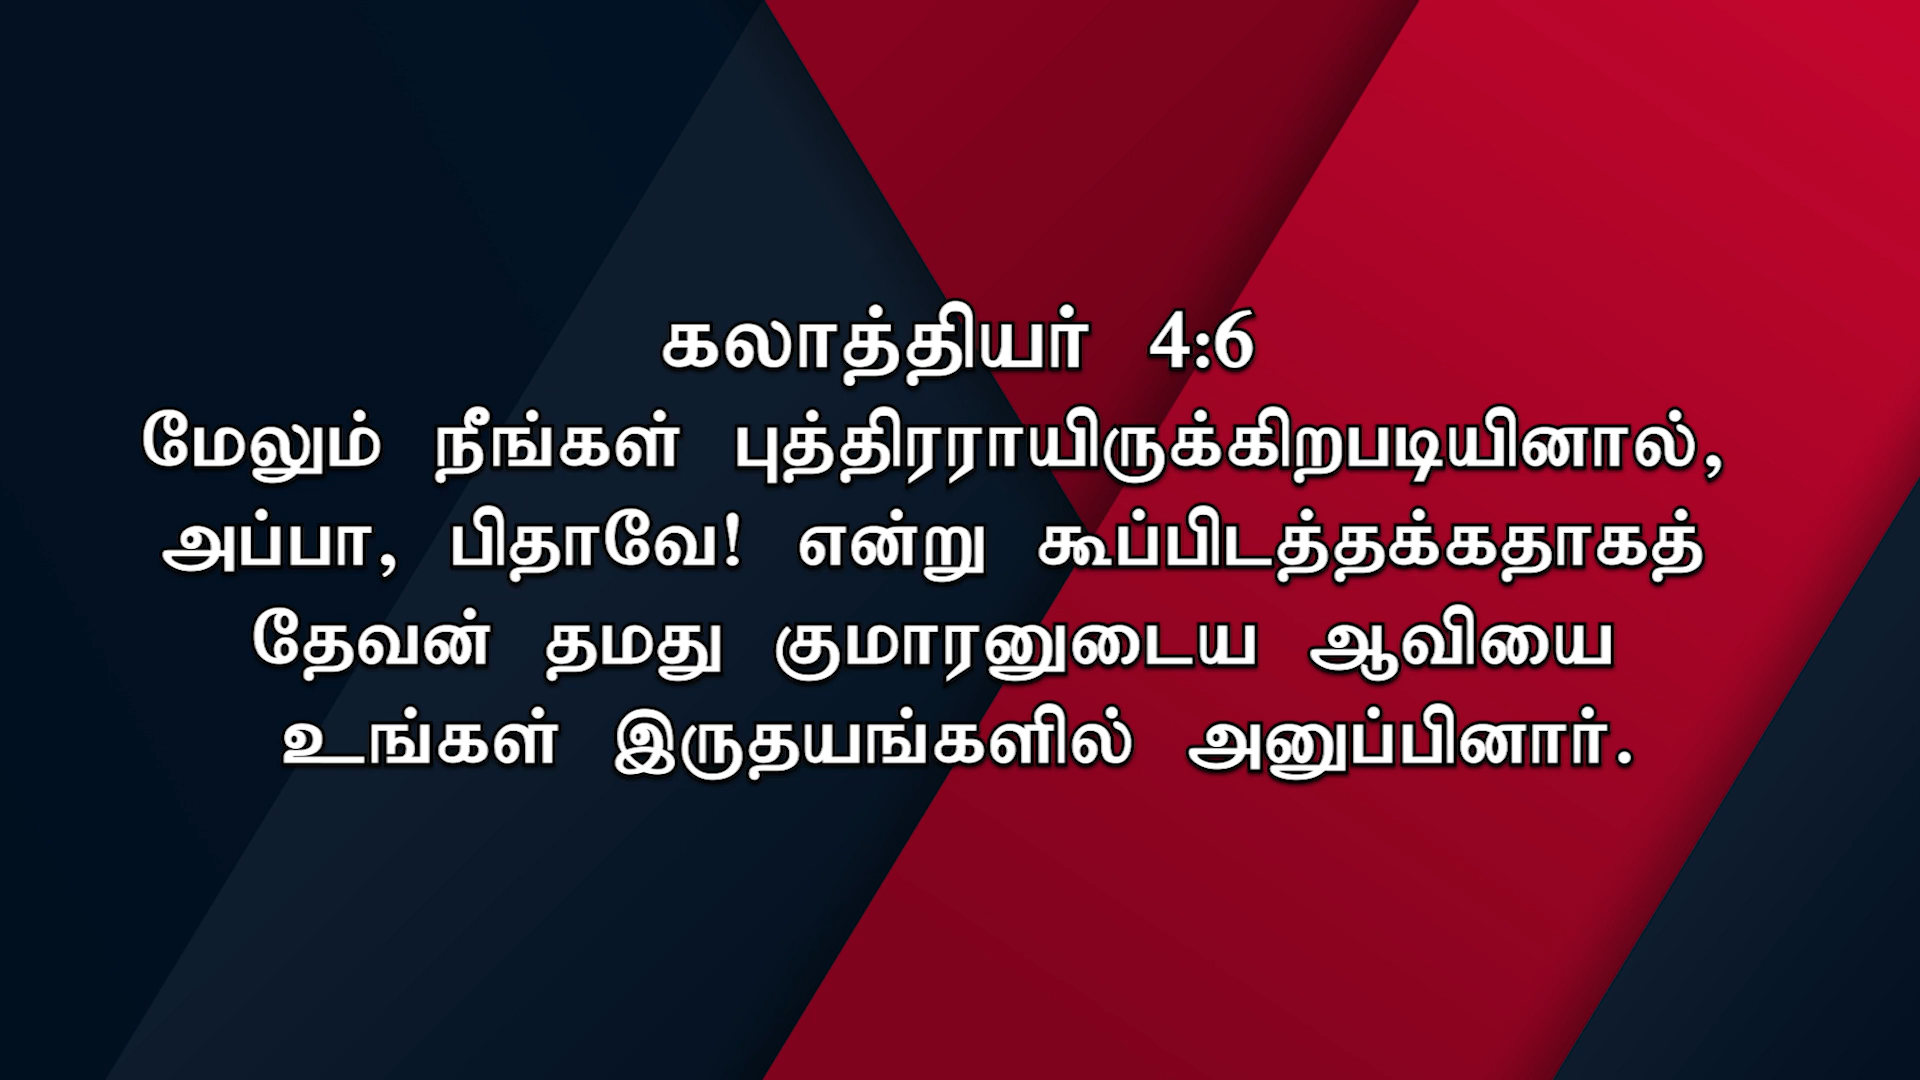 கலாத்தியர் 4:6
மேலும் நீங்கள் புத்திரராயிருக்கிறபடியினால்,
அப்பா, பிதாவே! என்று கூப்பிடத்தக்கதாகத்
தேவன் தமது குமாரனுடைய ஆவியை
உங்கள் இருதயங்களில் அனுப்பினார்.